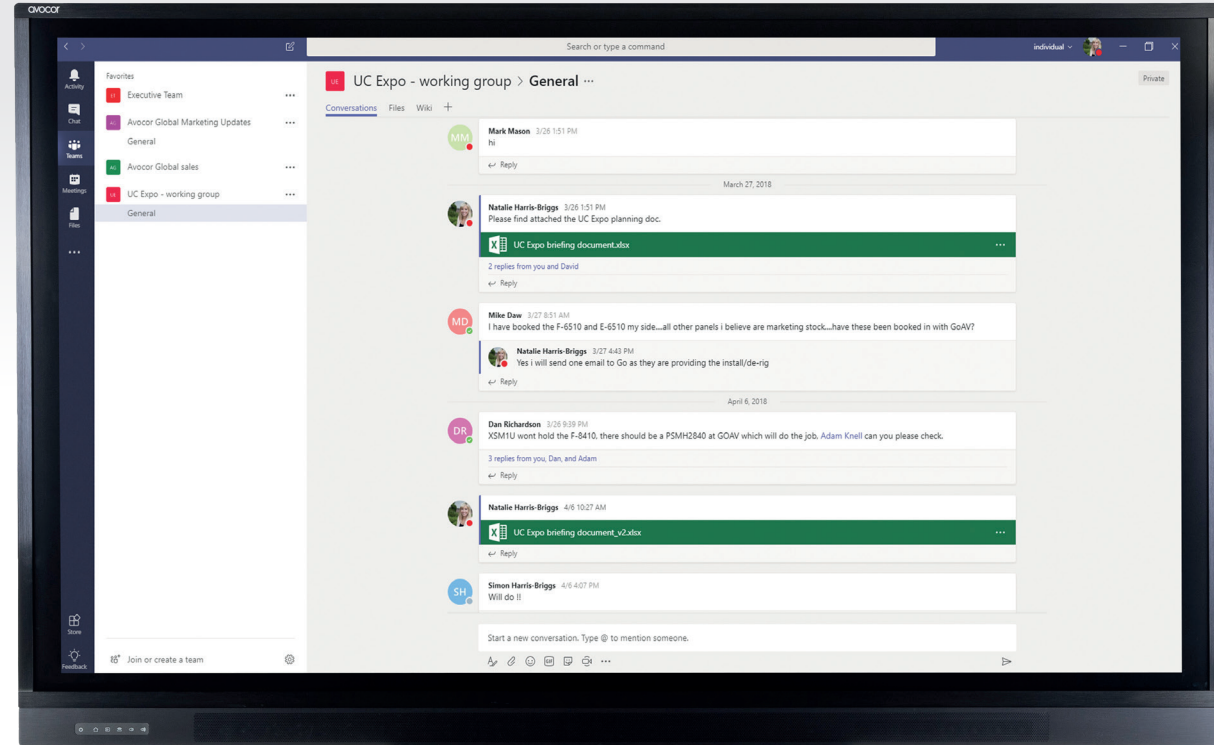 avocor
Search or type a command
individual
Activity
Chat
Teams
Meetings
Files
Store
Feedback
Favorites
Executive Team
Avocor Global Marketing Updates
General
Avocor Global sales
UC Expo - working group
General
Join or create a team
UC Expo - working group > General ...
Private
Conversations Files Wiki +
MM
Mark Mason 3/26 1:51 PM
hi
Reply
March 27, 2018
Natalie Harris-Briggs 3/26 1:51 PM
Please find attached the UC Expo planning doc.
UC Expo briefing document.xlsx
2 replies from you and David
Reply
MD
Mike Daw 3/27 8:51 AM
I have booked the F-6510 and E-6510 my side....all other panels i believe are marketing stock....have these been booked in with GoAV?
Natalie Harris-Briggs 3/27 4:43 PM
Yes i will send one email to Go as they are providing the install/de-rig
Reply
April 6, 2018
DR
Dan Richardson 3/26 9:39 PM
XSM1U wont hold the F-8410, there should be a PSMH2840 at GOAV which will do the job, Adam Knell can you please check.
3 replies from you, Dan, and Adam
Reply
Natalie Harris-Briggs 4/6 10:27 AM
UC Expo briefing document_v2.xlsx
Reply
SH
Simon Harris-Briggs 4/6 4:07 PM
Will do !!
Start a new conversation. Type @ to mention someone.
GIF